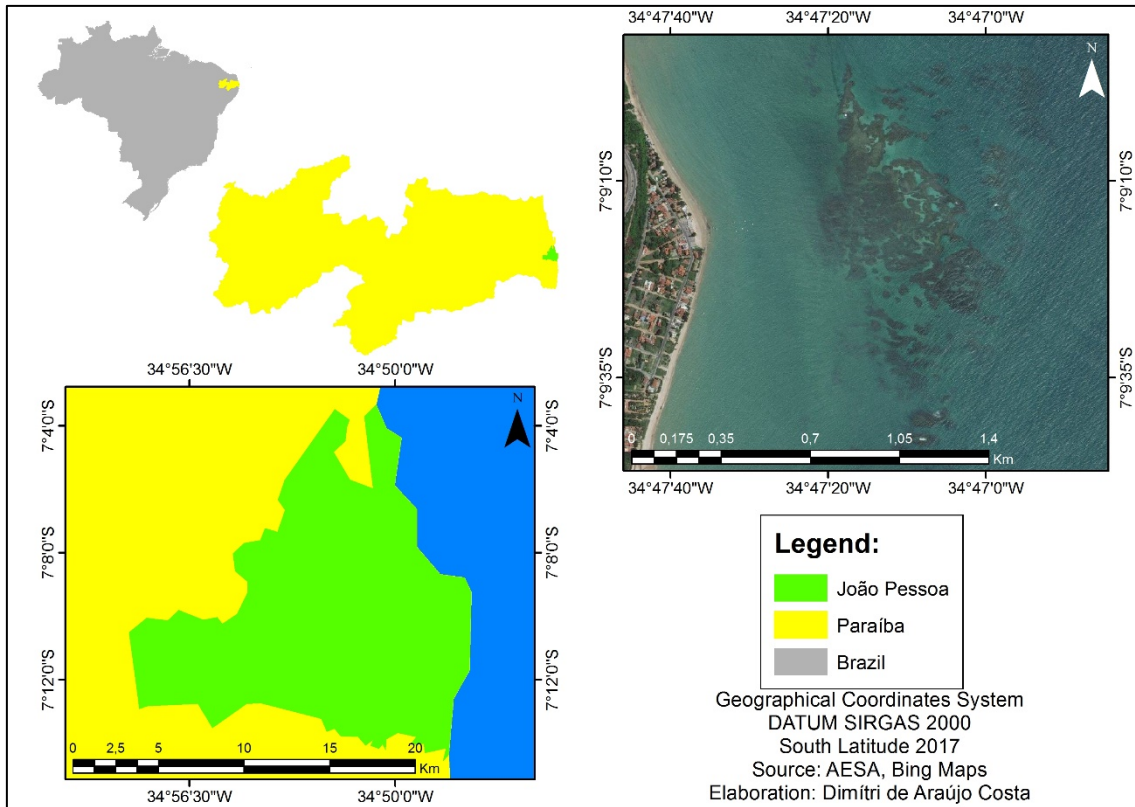 34°47'40"W 34°47'20"W 34°47'0"W
N
7°9'10"S 7°9'10"S
7°9'35"S 7°9'35"S
0 0,175 0,35 0,7 1,05 1,4
Km
34°47'40"W 34°47'20"W 34°47'0"W
34°56'30"W 34°50'0"W
N
7°4'0"S 7°4'0"S
7°8'0"S 7°8'0"S
7°12'0"S 7°12'0"S
0 2,5 5 10 15 20
Km
34°56'30"W 34°50'0"W
Legend:
João Pessoa
Paraíba
Brazil
Geographical Coordinates System
DATUM SIRGAS 2000
South Latitude 2017
Source: AESA, Bing Maps
Elaboration: Dimítri de Araújo Costa